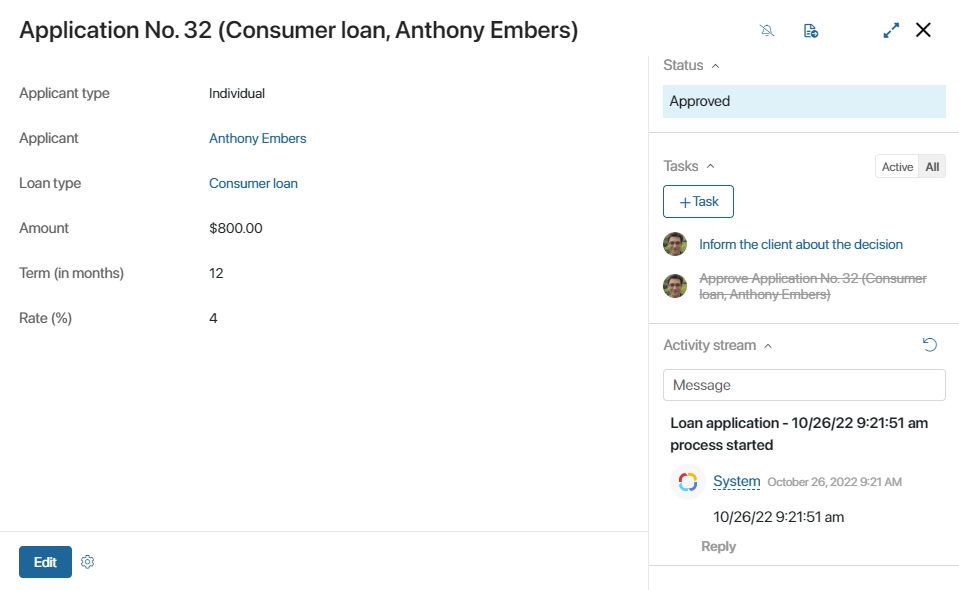 Application No. 32 (Consumer loan, Anthony Embers)
Applicant type Individual
Applicant Anthony Embers
Loan type Consumer loan
Amount $800.00
Term (in months) 12
Rate (%) 4
Edit
Status
Approved
Tasks Active All
+Task
Inform the client about the decision
Approve Application No. 32 (Consumer
loan, Anthony Embers)
Activity stream
Message
Loan application - 10/26/22 9:21:51 am
process started
System October 26, 2022 9:21 AM
10/26/22 9:21:51 am
Reply